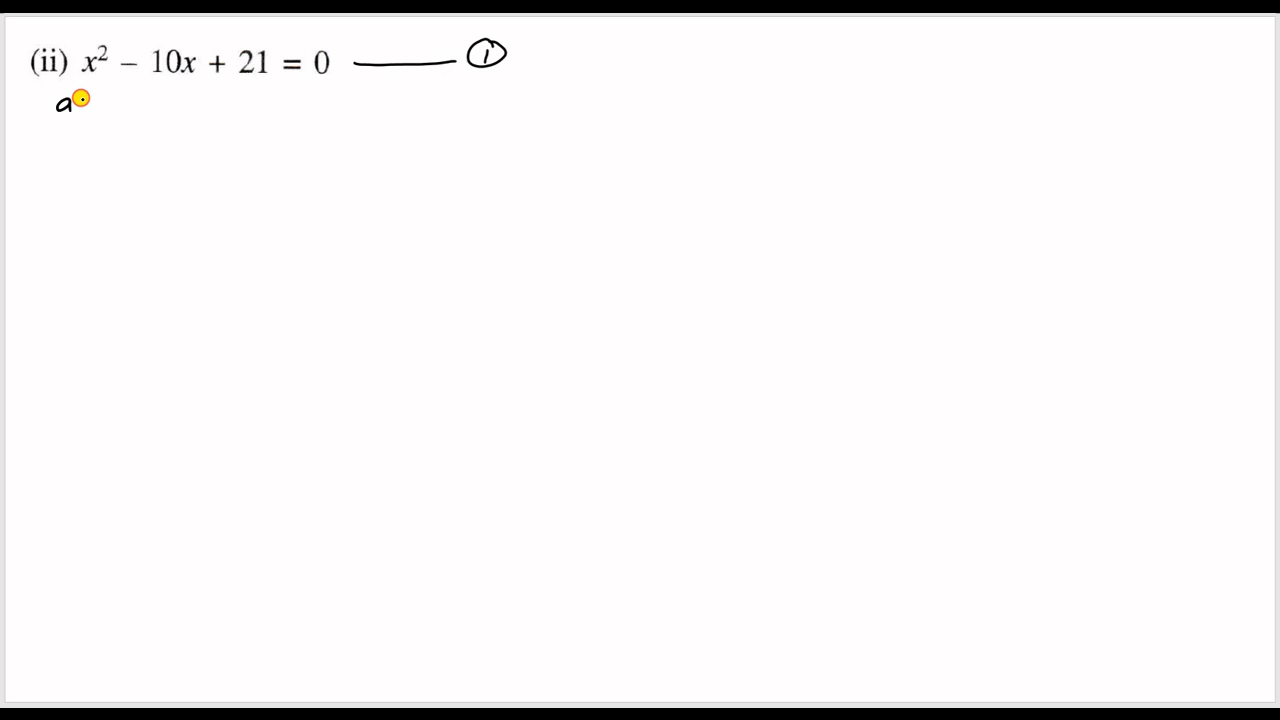 (ii) x² – 10x + 21 = 0 ——— ①
a